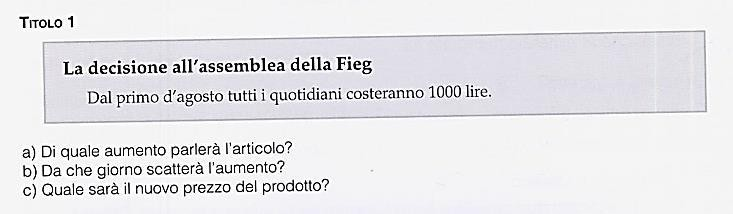 TITOLO 1
La decisione all'assemblea della Fieg
Dal primo d'agosto tutti i quotidiani costeranno 1000 lire.
a) Di quale aumento parlerà l'articolo?
b) Da che giorno scatterà l'aumento?
c) Quale sarà il nuovo prezzo del prodotto?